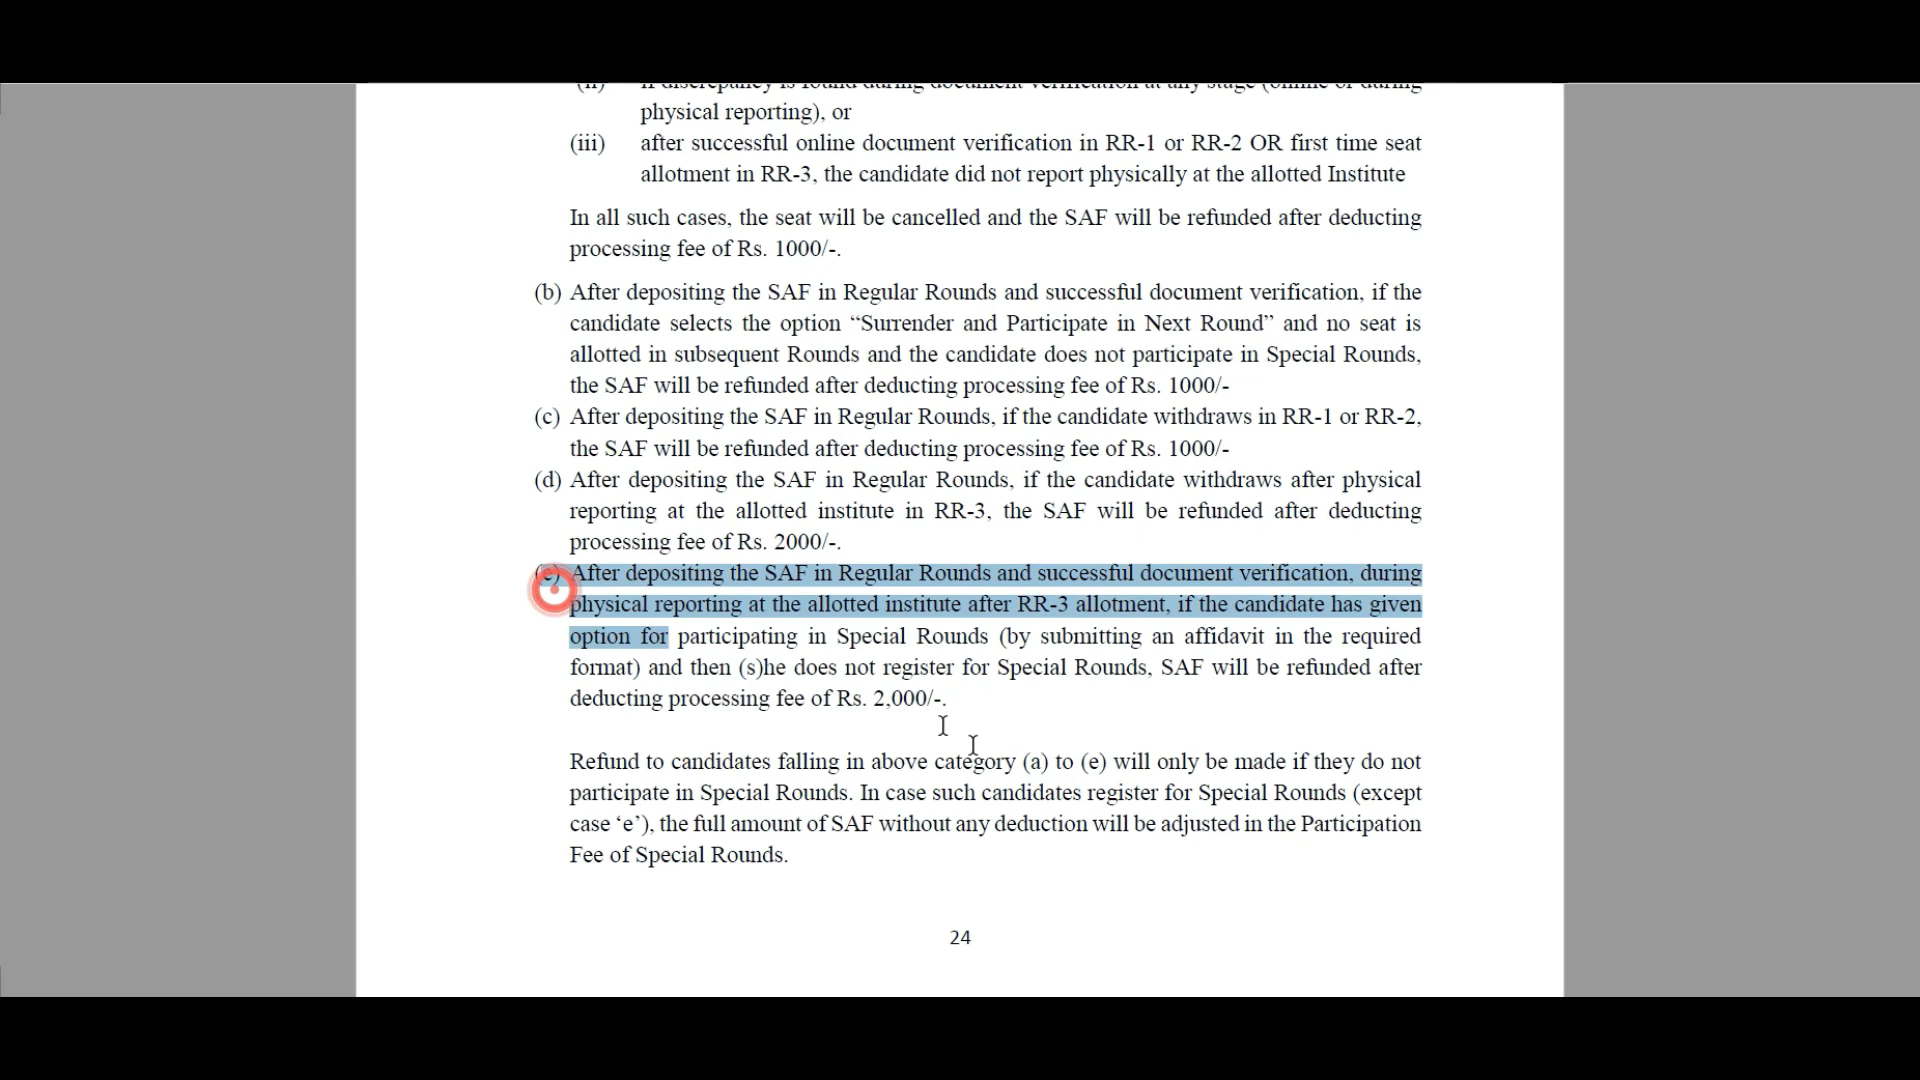 (ii) if discrepancy is found during document verification at any stage (online or during
physical reporting), or
(iii) after successful online document verification in RR-1 or RR-2 OR first time seat
allotment in RR-3, the candidate did not report physically at the allotted Institute
In all such cases, the seat will be cancelled and the SAF will be refunded after deducting
processing fee of Rs. 1000/-.
(b) After depositing the SAF in Regular Rounds and successful document verification, if the
candidate selects the option “Surrender and Participate in Next Round” and no seat is
allotted in subsequent Rounds and the candidate does not participate in Special Rounds,
the SAF will be refunded after deducting processing fee of Rs. 1000/-
(c) After depositing the SAF in Regular Rounds, if the candidate withdraws in RR-1 or RR-2,
the SAF will be refunded after deducting processing fee of Rs. 1000/-
(d) After depositing the SAF in Regular Rounds, if the candidate withdraws after physical
reporting at the allotted institute in RR-3, the SAF will be refunded after deducting
processing fee of Rs. 2000/-.
(e) After depositing the SAF in Regular Rounds and successful document verification, during
physical reporting at the allotted institute after RR-3 allotment, if the candidate has given
option for participating in Special Rounds (by submitting an affidavit in the required
format) and then (s)he does not register for Special Rounds, SAF will be refunded after
deducting processing fee of Rs. 2,000/-.
Refund to candidates falling in above category (a) to (e) will only be made if they do not
participate in Special Rounds. In case such candidates register for Special Rounds (except
case ‘e’), the full amount of SAF without any deduction will be adjusted in the Participation
Fee of Special Rounds.
24